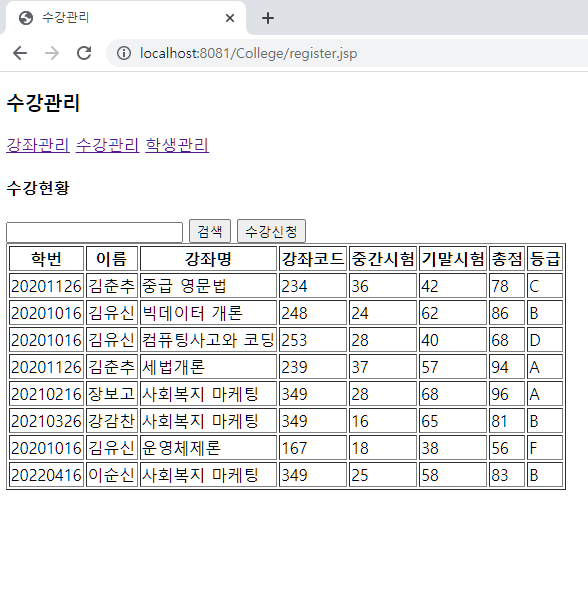 수강관리
localhost:8081/College/register.jsp
수강관리
강좌관리 수강관리 학생관리
수강현황
검색 수강신청
학번 이름 강좌명 강좌코드 중간시험 기말시험 총점 등급
20201126 김춘추 중급 영문법 234 36 42 78 C
20201016 김유신 빅데이터 개론 248 24 62 86 B
20201016 김유신 컴퓨팅사고와 코딩 253 28 40 68 D
20201126 김춘추 세법개론 239 37 57 94 A
20210216 장보고 사회복지 마케팅 349 28 68 96 A
20210326 강감찬 사회복지 마케팅 349 16 65 81 B
20201016 김유신 운영체제론 167 18 38 56 F
20220416 이순신 사회복지 마케팅 349 25 58 83 B